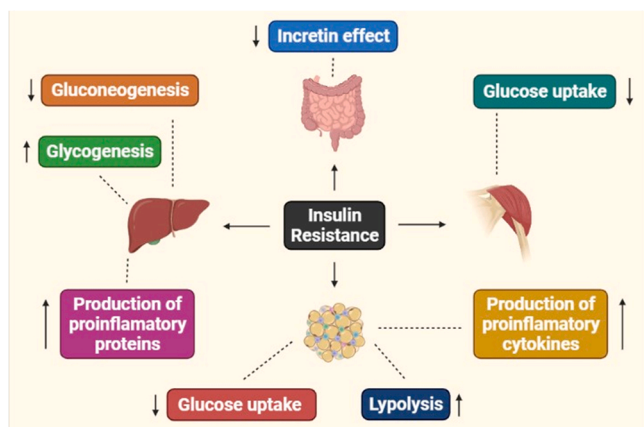 ↓ Incretin effect
↓ Gluconeogenesis
Glucose uptake ↓
↑ Glycogenesis
Insulin
Resistance
↑ Production of
proinflamatory
proteins
Production of ↑
proinflamatory
cytokines
↓ Glucose uptake
Lypolysis ↑